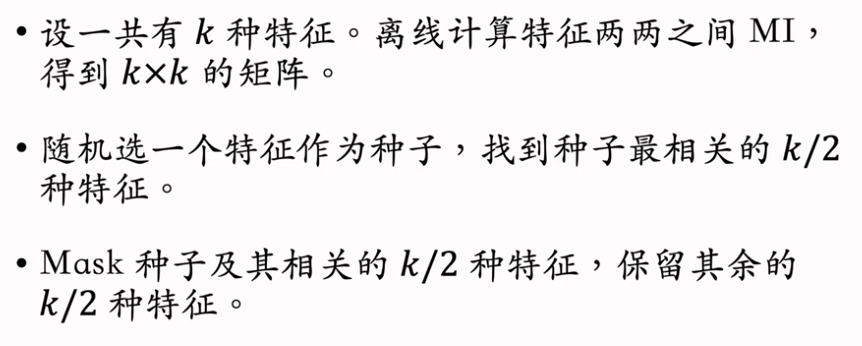 • 设一共有 k 种特征。离线计算特征两两之间 MI，
得到 k×k 的矩阵。
• 随机选一个特征作为种子，找到种子最相关的 k/2
种特征。
• Mask 种子及其相关的 k/2 种特征，保留其余的
k/2 种特征。